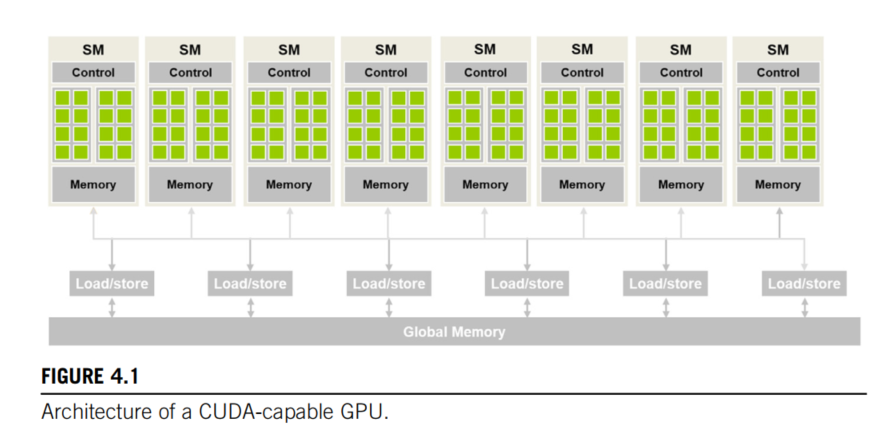 SM SM SM SM SM SM SM SM
Control Control Control Control Control Control Control Control
Memory Memory Memory Memory Memory Memory Memory Memory
Load/store Load/store Load/store Load/store Load/store Load/store
Global Memory
FIGURE 4.1
Architecture of a CUDA-capable GPU.